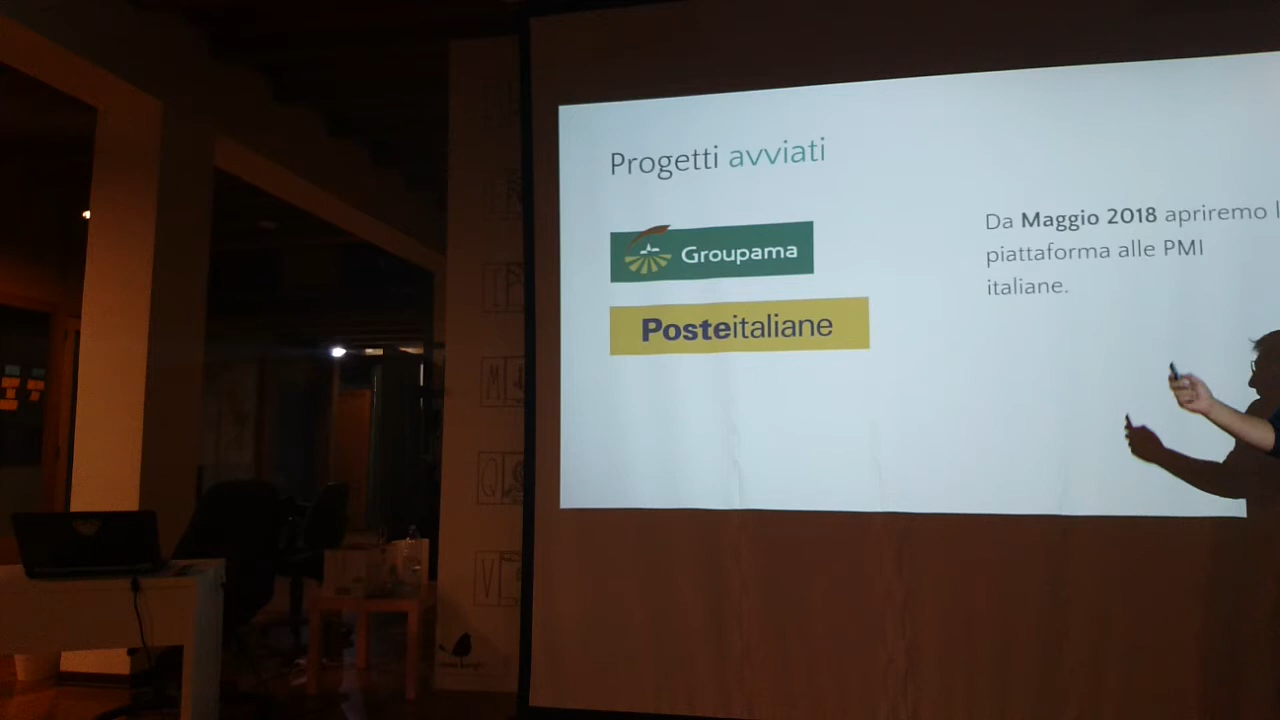 Progetti avviati
Groupama
Posteitaliane
Da Maggio 2018 apriremo l
piattaforma alle PMI
italiane.
I
M
Q
V